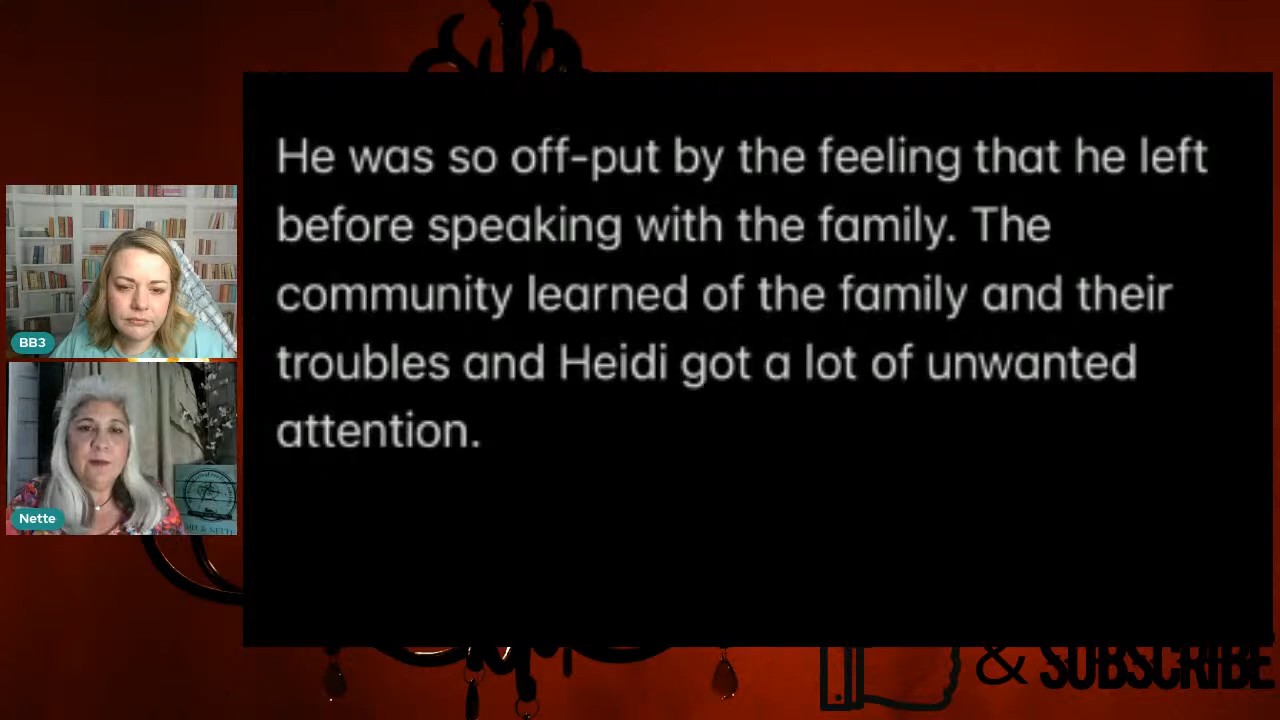 He was so off-put by the feeling that he left
before speaking with the family. The
community learned of the family and their
troubles and Heidi got a lot of unwanted
attention.
BB3
Nette
& SUBSCRIBE